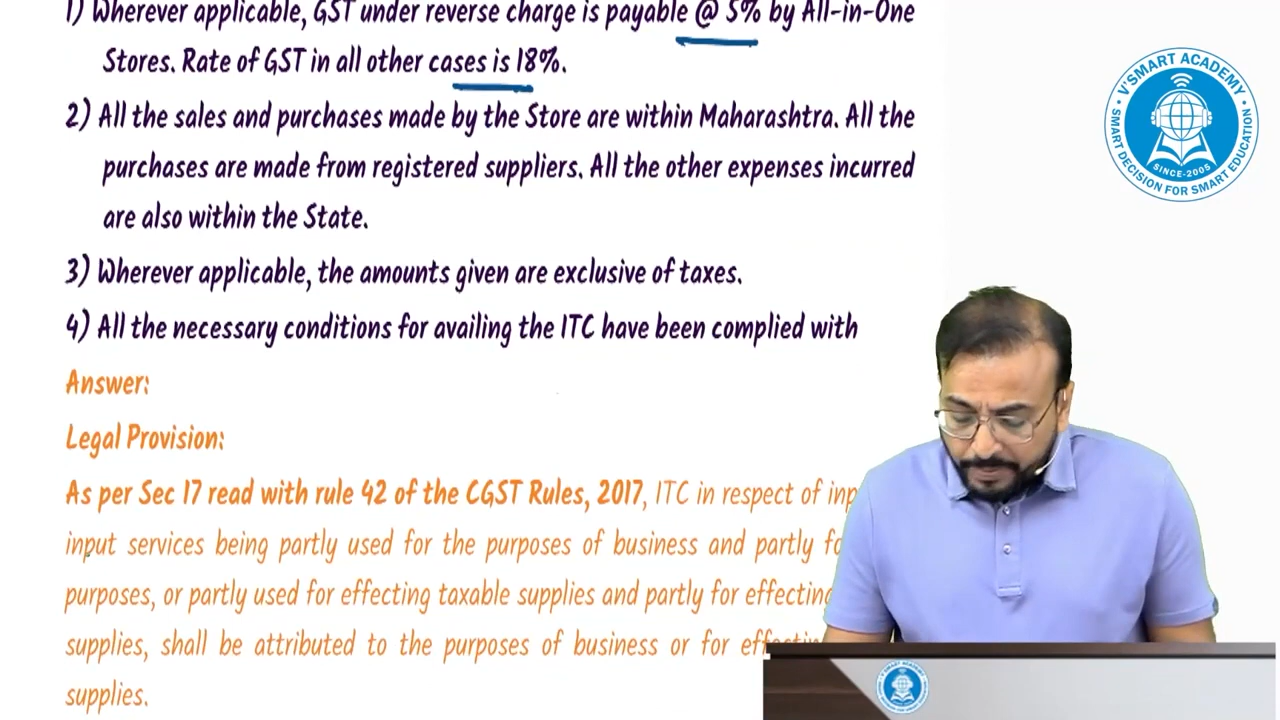 1) Wherever applicable, GST under reverse charge is payable @ 5% by All-in-One
Stores. Rate of GST in all other cases is 18%.
2) All the sales and purchases made by the Store are within Maharashtra. All the
purchases are made from registered suppliers. All the other expenses incurred
are also within the State.
3) Wherever applicable, the amounts given are exclusive of taxes.
4) All the necessary conditions for availing the ITC have been complied with
Answer:
Legal Provision:
As per Sec 17 read with rule 42 of the CGST Rules, 2017, ITC in respect of
input services being partly used for the purposes of business and partly
purposes, or partly used for effecting taxable supplies and partly for effecting
supplies, shall be attributed to the purposes of business or for
supplies.
V'SMART ACADEMY
SINCE-2005
SMART DECISION FOR SMART EDUCATION